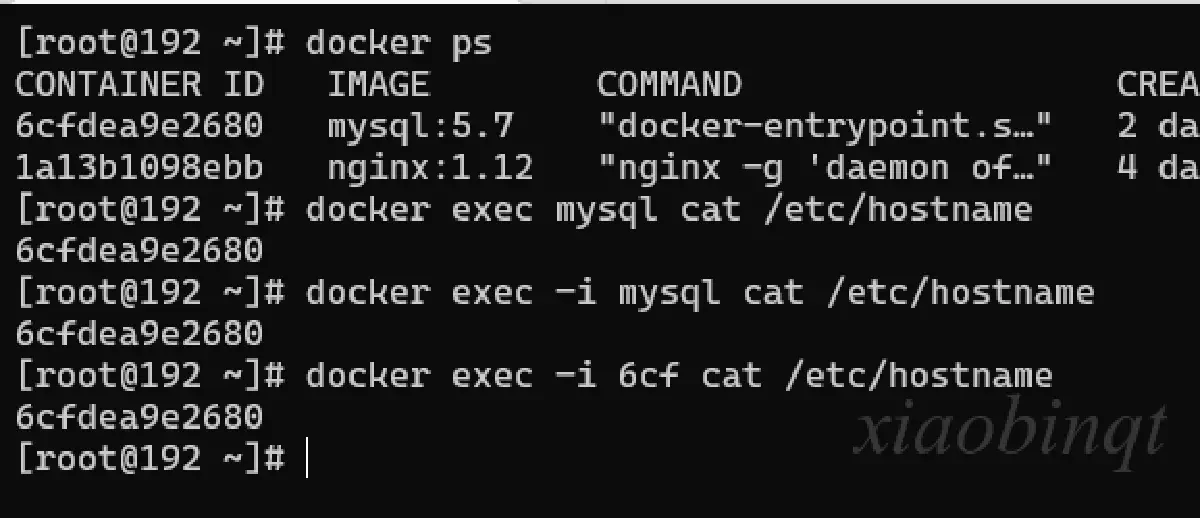 [root@192 ~]# docker ps
CONTAINER ID   IMAGE        COMMAND                  CREA
6cfdea9e2680   mysql:5.7    "docker-entrypoint.s…"   2 da
1a13b1098ebb   nginx:1.12   "nginx -g 'daemon of…"   4 da
[root@192 ~]# docker exec mysql cat /etc/hostname
6cfdea9e2680
[root@192 ~]# docker exec -i mysql cat /etc/hostname
6cfdea9e2680
[root@192 ~]# docker exec -i 6cf cat /etc/hostname
6cfdea9e2680
[root@192 ~]#
xiaobinqt